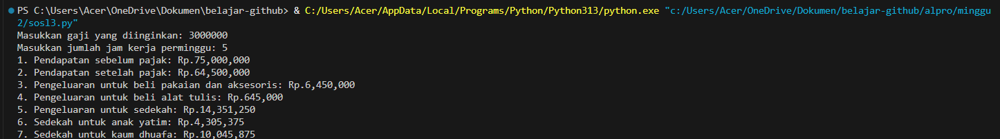 PS C:\Users\Acer\OneDrive\Dokumen\belajar-github> & C:/Users/Acer/AppData/Local/Programs/Python/Python313/python.exe "c:/Users/Acer/OneDrive/Dokumen/belajar-github/alpro/minggu
2/sosl3.py"
Masukkan gaji yang diinginkan: 3000000
Masukkan jumlah jam kerja perminggu: 5
1. Pendapatan sebelum pajak: Rp.75,000,000
2. Pendapatan setelah pajak: Rp.64,500,000
3. Pengeluaran untuk beli pakaian dan aksesoris: Rp.6,450,000
4. Pengeluaran untuk beli alat tulis: Rp.645,000
5. Pengeluaran untuk sedekah: Rp.14,351,250
6. Sedekah untuk anak yatim: Rp.4,305,375
7. Sedekah untuk kaum dhuafa: Rp.10,045,875